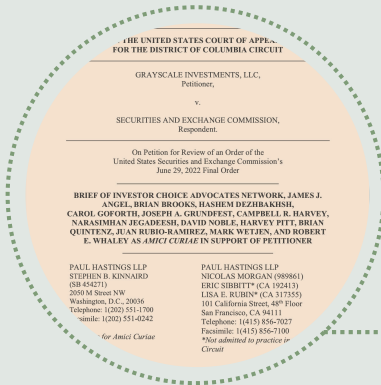 THE UNITED STATES COURT OF
FOR THE DISTRICT OF COLUMBIA CIRCUIT
GRAYSCALE INVESTMENTS, LLC,
Petitioner,
v.
SECURITIES AND EXCHANGE COMMISSION,
Respondent.
On Petition for Review of an Order of the
United States Securities and Exchange Commission's
June 29, 2022 Final Order
BRIEF OF INVESTOR CHOICE ADVOCATES NETWORK, JAMES J.
ANGEL, BRIAN BROOKS, HASHEM DEZHBAKHSH,
CAROL GOFORTH, JOSEPH A. GRUNDFEST, CAMPBELL R. HARVEY,
NARASIMHAN JEGADEESH, DAVID NOBLE, HARVEY PITT, BRIAN
QUINTENZ, JUAN RUBIO-RAMIREZ, MARK WETJEN, AND ROBERT
E. WHALEY AS AMICI CURIAE IN SUPPORT OF PETITIONER
PAUL HASTINGS LLP
STEPHEN B. KINNAIRD
(SB 454271)
2050 M Street NW
Washington, D.C., 20036
Telephone: 1(202) 551-1700
1(202) 551-0242
for Amici Curiae
PAUL HASTINGS LLP
NICOLAS MORGAN (989861)
ERIC SIBBITT* (CA 192413)
LISA E. RUBIN* (CA 317355)
101 California Street, 48th Floor
San Francisco, CA 94111
Telephone: 1(415) 856-7027
Facsimile: 1(415) 856-7100
*Not admitted to practice in
Circuit